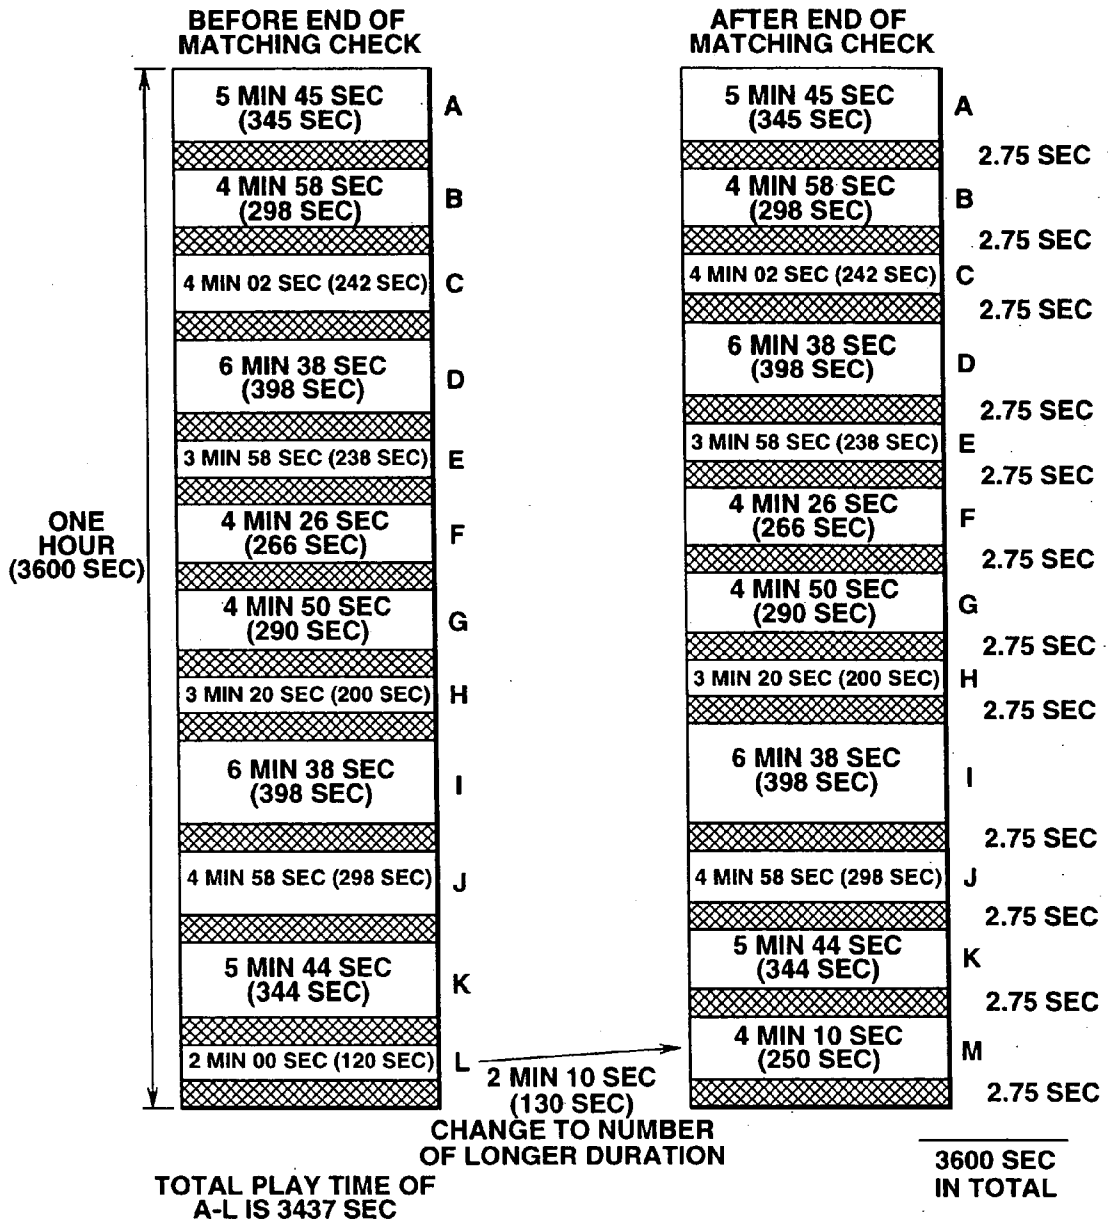 BEFORE END OF
MATCHING CHECK
5 MIN 45 SEC
(345 SEC)
A
4 MIN 58 SEC
(298 SEC)
B
4 MIN 02 SEC (242 SEC)
C
6 MIN 38 SEC
(398 SEC)
D
3 MIN 58 SEC (238 SEC)
E
4 MIN 26 SEC
(266 SEC)
F
4 MIN 50 SEC
(290 SEC)
G
3 MIN 20 SEC (200 SEC)
H
6 MIN 38 SEC
(398 SEC)
I
4 MIN 58 SEC (298 SEC)
J
5 MIN 44 SEC
(344 SEC)
K
2 MIN 00 SEC (120 SEC)
L
ONE
HOUR
(3600 SEC)
TOTAL PLAY TIME OF
A-L IS 3437 SEC
2 MIN 10 SEC
(130 SEC)
CHANGE TO NUMBER
OF LONGER DURATION
AFTER END OF
MATCHING CHECK
5 MIN 45 SEC
(345 SEC)
A
2.75 SEC
4 MIN 58 SEC
(298 SEC)
B
2.75 SEC
4 MIN 02 SEC (242 SEC)
C
2.75 SEC
6 MIN 38 SEC
(398 SEC)
D
2.75 SEC
3 MIN 58 SEC (238 SEC)
E
2.75 SEC
4 MIN 26 SEC
(266 SEC)
F
2.75 SEC
4 MIN 50 SEC
(290 SEC)
G
2.75 SEC
3 MIN 20 SEC (200 SEC)
H
2.75 SEC
6 MIN 38 SEC
(398 SEC)
I
2.75 SEC
4 MIN 58 SEC (298 SEC)
J
2.75 SEC
5 MIN 44 SEC
(344 SEC)
K
2.75 SEC
4 MIN 10 SEC
(250 SEC)
M
2.75 SEC
3600 SEC
IN TOTAL